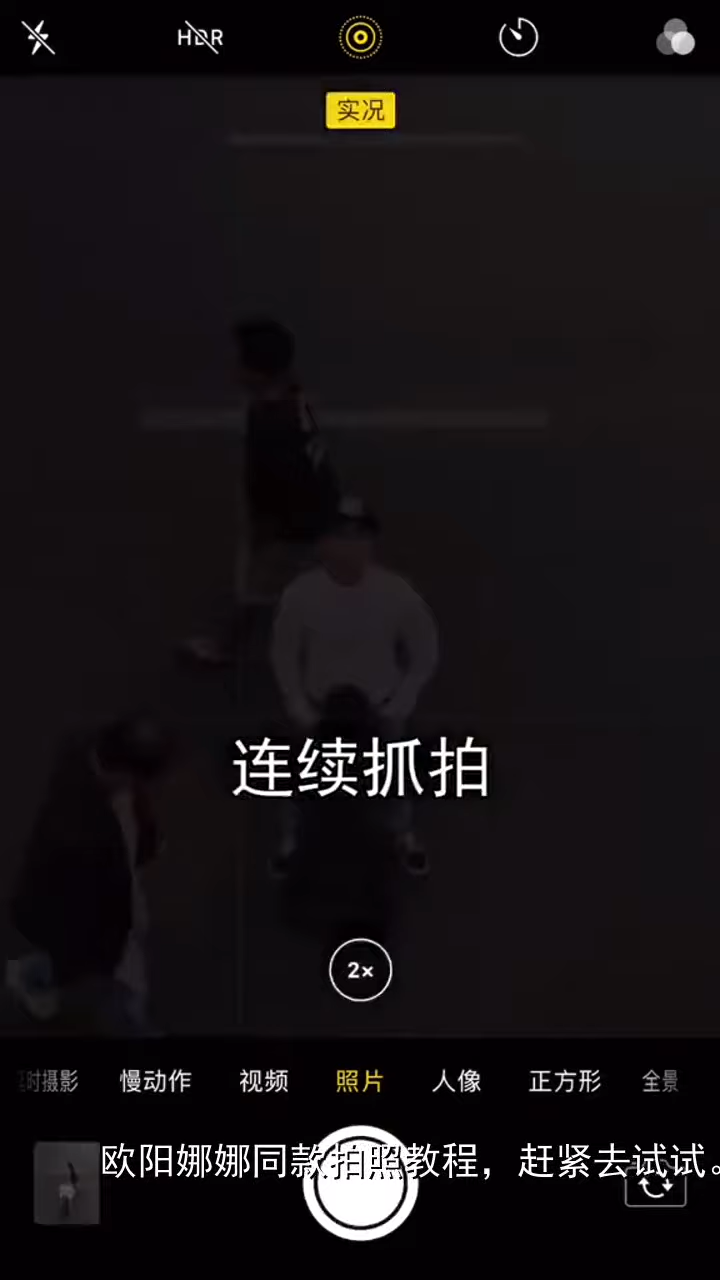 HDR
实况
连续抓拍
2×
时摄影 慢动作 视频 照片 人像 正方形 全景
欧阳娜娜同款拍照教程，赶紧去试试。